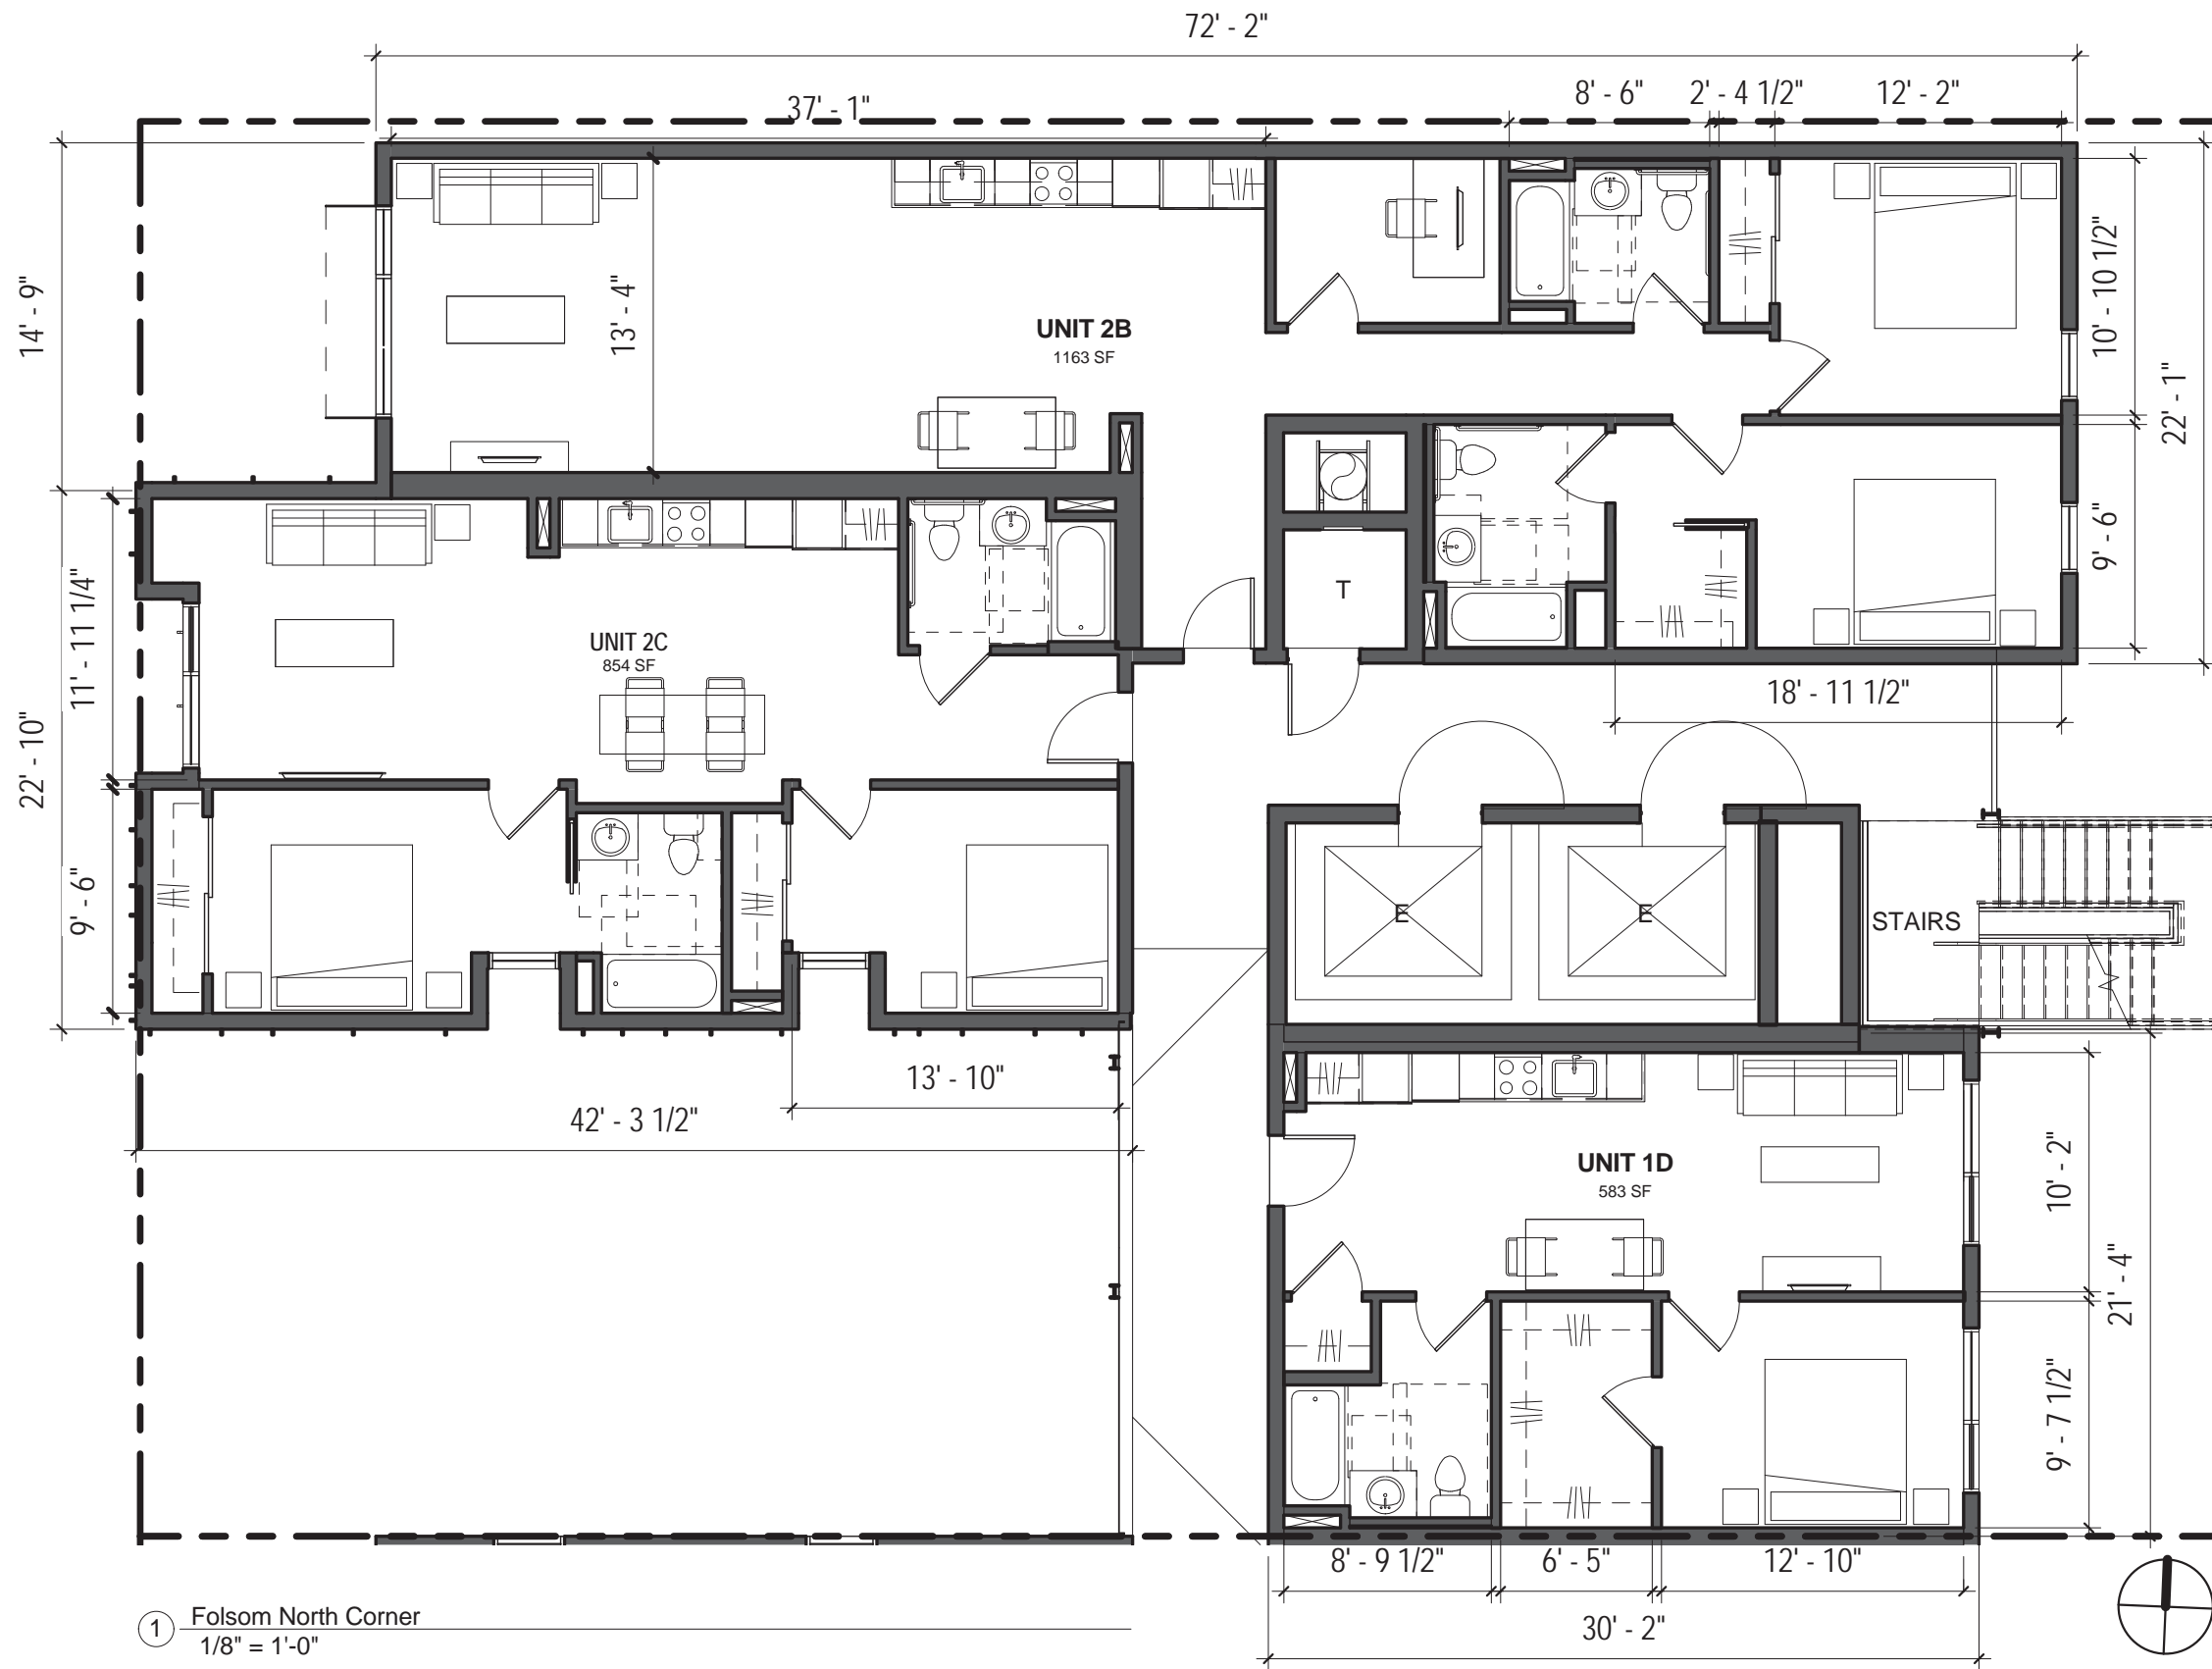 72' - 2"
8' - 6"
2' - 4 1/2"
12' - 2"
37' - 1"
14' - 9"
13' - 4"
10' - 10 1/2"
22' - 1"
UNIT 2B
1163 SF
9' - 6"
T
11' - 11 1/4"
22' - 10"
UNIT 2C
854 SF
18' - 11 1/2"
9' - 6"
E
E
STAIRS
13' - 10"
42' - 3 1/2"
UNIT 1D
583 SF
10' - 2"
21' - 4"
9' - 7 1/2"
8' - 9 1/2"
6' - 5"
12' - 10"
30' - 2"
1
Folsom North Corner
1/8" = 1'-0"